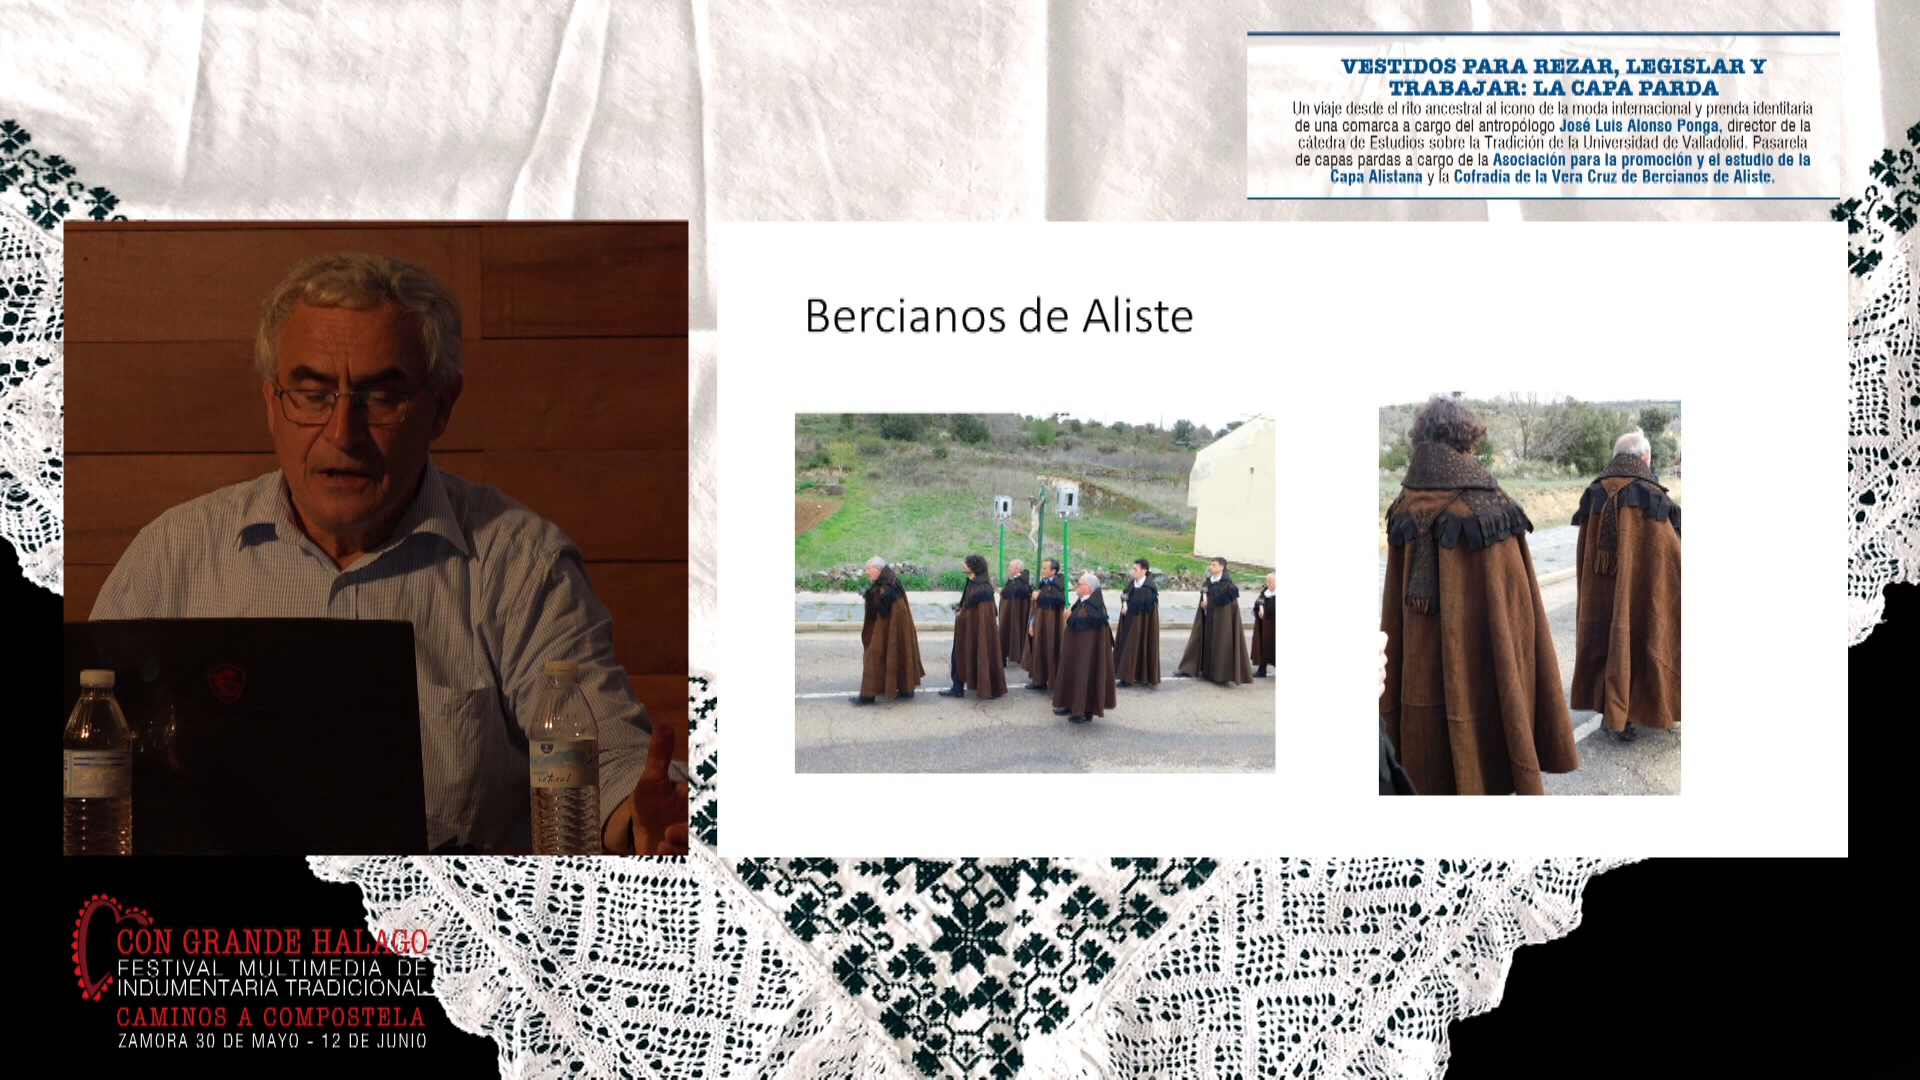 VESTIDOS PARA REZAR, LEGISLAR Y
TRABAJAR: LA CAPA PARDA
Un viaje desde el rito ancestral al icono de la moda internacional y prenda identitaria
de una comarca a cargo del antropólogo José Luis Alonso Ponga, director de la
cátedra de Estudios sobre la Tradición de la Universidad de Valladolid. Pasarela
de capas pardas a cargo de la Asociación para la promoción y el estudio de la
Capa Alistana y la Cofradía de la Vera Cruz de Bercianos de Aliste.
Bercianos de Aliste
CON GRANDE HALAGO
FESTIVAL MULTIMEDIA DE
INDUMENTARIA TRADICIONAL
CAMINOS A COMPOSTELA
ZAMORA 30 DE MAYO - 12 DE JUNIO